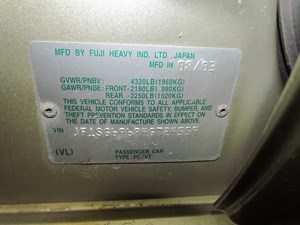 MFD BY FUJI HEAVY IND. LTD., JAPAN
MFD IN 08/03
GVWR/PNBV: 4320LB(1960KG)
GAWR/PNBE: FRONT-2190LB( 990KG)
REAR -2250LB(1020KG)
THIS VEHICLE CONFORMS TO ALL APPLICABLE
FEDERAL MOTOR VEHICLE SAFETY, BUMPER, AND
THEFT PREVENTION STANDARDS IN EFFECT ON THE
DATE OF MANUFACTURE SHOWN ABOVE.
VIN
(VL) PASSENGER CAR
TYPE:PC/VT.